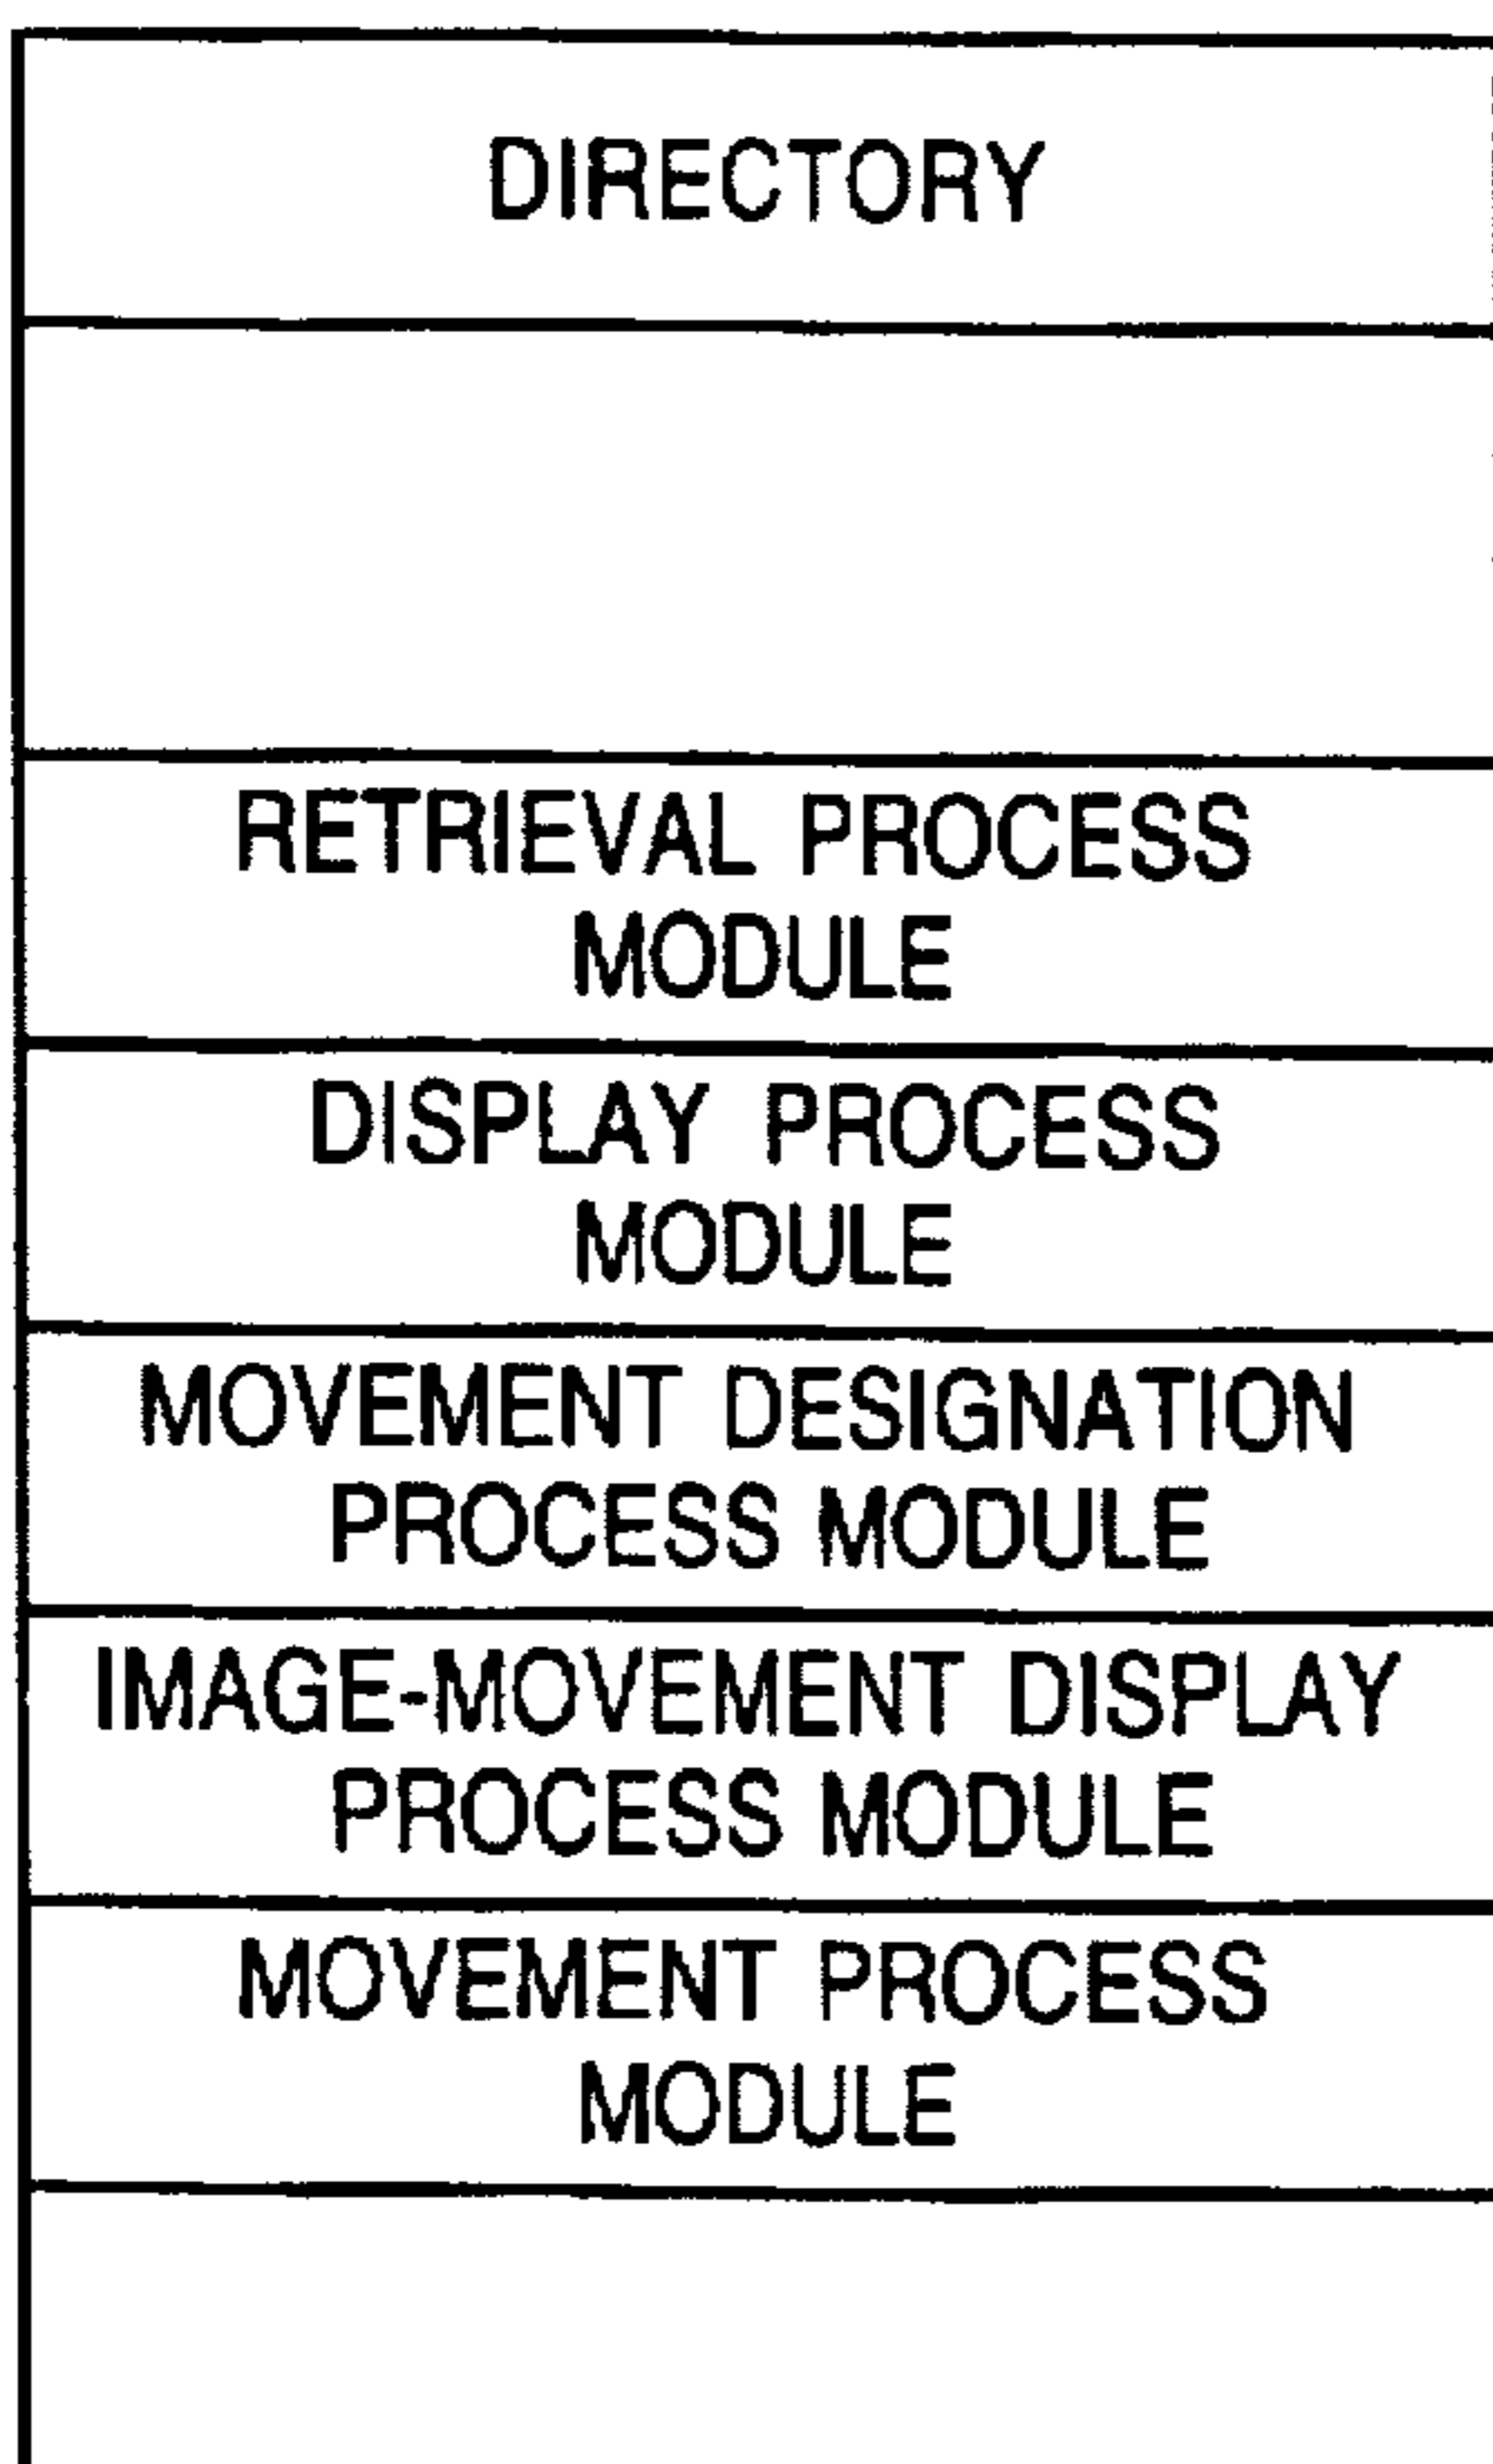 DIRECTORY
RETRIEVAL PROCESS
MODULE
DISPLAY PROCESS
MODULE
MOVEMENT DESIGNATION
PROCESS MODULE
IMAGE-MOVEMENT DISPLAY
PROCESS MODULE
MOVEMENT PROCESS
MODULE